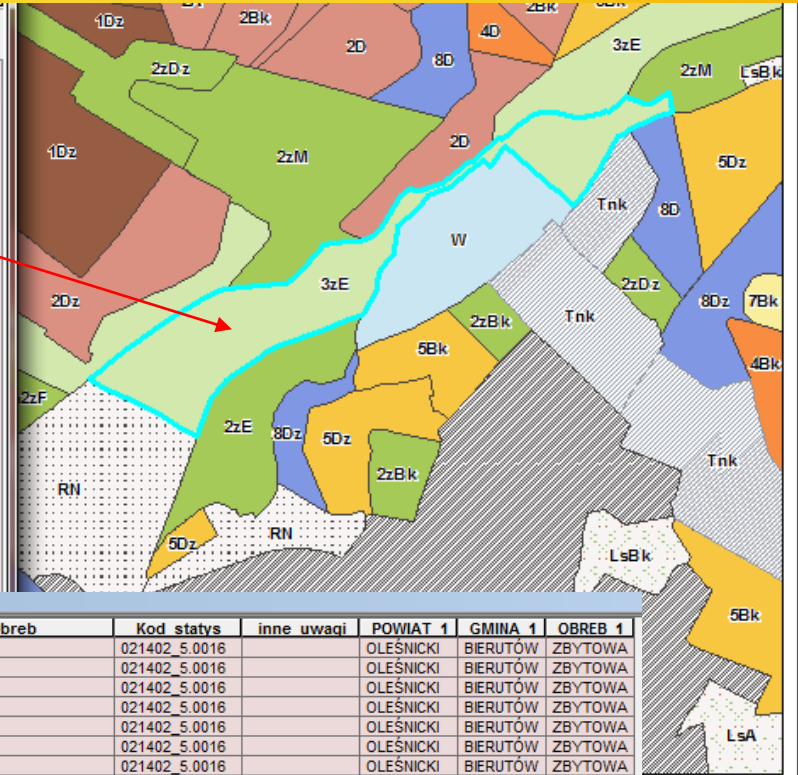 1Dz
2Bk
2Bk
4D
3zE
2D
8D
2zDz
2zM
LsBk
2D
1Dz
2zM
5Dz
Tnk
8D
W
3zE
2zDz
2Dz
8Dz
7Bk
2zBk
Tnk
5Bk
4Bk
2zF
2zE
8Dz
5Dz
Tnk
2zBk
RN
RN
5Dz
LsBk
5Bk
LsA
breb Kod_statys inne_uwagi POWIAT_1 GMINA_1 OBREB_1
021402_5.0016 OLEŚNICKI BIERUTÓW ZBYTOWA
021402_5.0016 OLEŚNICKI BIERUTÓW ZBYTOWA
021402_5.0016 OLEŚNICKI BIERUTÓW ZBYTOWA
021402_5.0016 OLEŚNICKI BIERUTÓW ZBYTOWA
021402_5.0016 OLEŚNICKI BIERUTÓW ZBYTOWA
021402_5.0016 OLEŚNICKI BIERUTÓW ZBYTOWA
021402_5.0016 OLEŚNICKI BIERUTÓW ZBYTOWA